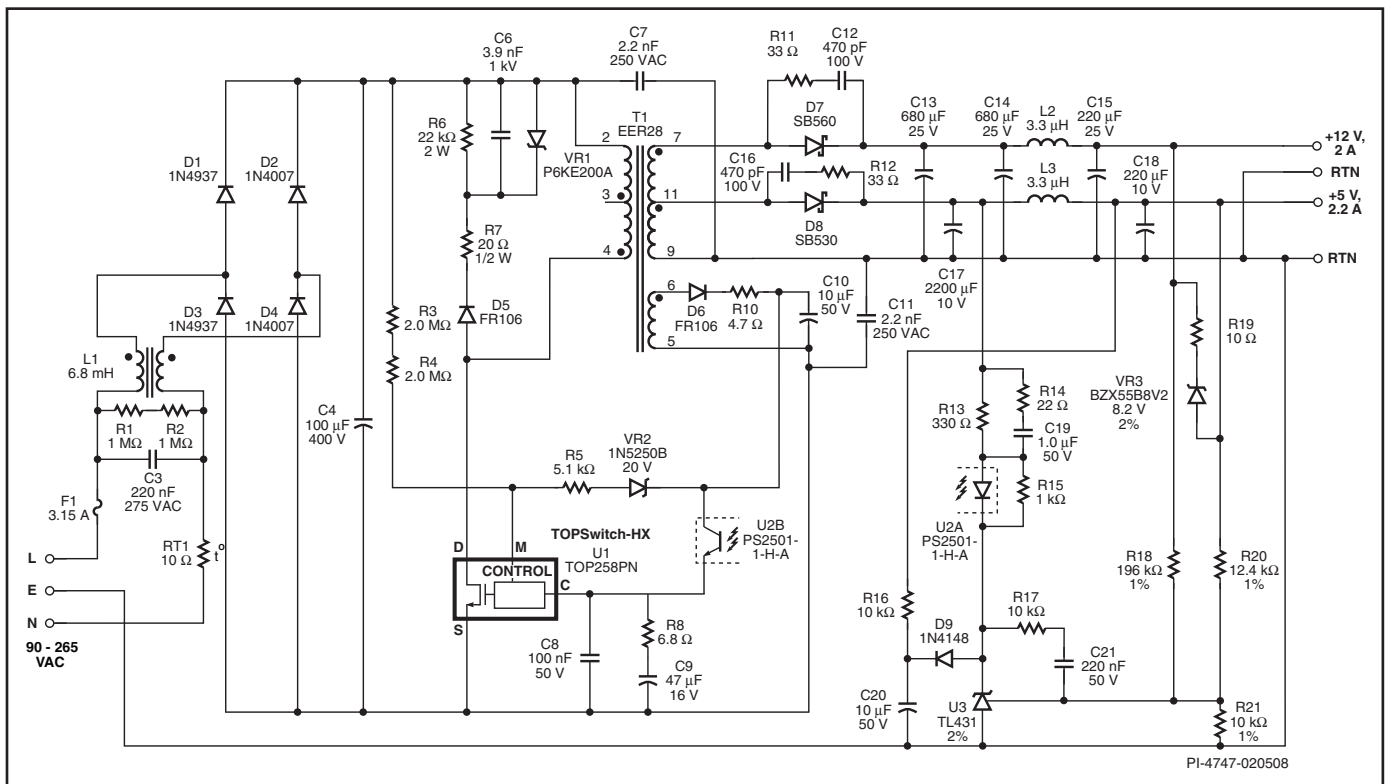 C6
3.9 nF
1 kV
C7
2.2 nF
250 VAC
R11
33 Ω
C12
470 pF
100 V
D7
SB560
C13
680 µF
25 V
C14
680 µF
25 V
L2
3.3 µH
C15
220 µF
25 V
+12 V,
2 A
RTN
+5 V,
2.2 A
RTN
T1
EER28
2
3
4
7
11
9
6
5
R6
22 kΩ
2 W
VR1
P6KE200A
C16
470 pF
100 V
R12
33 Ω
D8
SB530
L3
3.3 µH
C18
220 µF
10 V
D1
1N4937
D2
1N4007
D3
1N4937
D4
1N4007
R7
20 Ω
1/2 W
D5
FR106
R3
2.0 MΩ
R4
2.0 MΩ
D6
FR106
R10
4.7 Ω
C10
10 µF
50 V
C11
2.2 nF
250 VAC
C17
2200 µF
10 V
R19
10 Ω
VR3
BZX55B8V2
8.2 V
2%
L1
6.8 mH
R1
1 MΩ
R2
1 MΩ
C3
220 nF
275 VAC
C4
100 µF
400 V
F1
3.15 A
RT1
10 Ω
t°
L
E
N
90 - 265
VAC
R5
5.1 kΩ
VR2
1N5250B
20 V
R13
330 Ω
R14
22 Ω
C19
1.0 µF
50 V
R15
1 kΩ
U2B
PS2501-
1-H-A
U2A
PS2501-
1-H-A
TOPSwitch-HX
U1
TOP258PN
D
M
CONTROL
C
S
C8
100 nF
50 V
R8
6.8 Ω
C9
47 µF
16 V
R16
10 kΩ
D9
1N4148
R17
10 kΩ
C21
220 nF
50 V
R18
196 kΩ
1%
R20
12.4 kΩ
1%
C20
10 µF
50 V
U3
TL431
2%
R21
10 kΩ
1%
PI-4747-020508